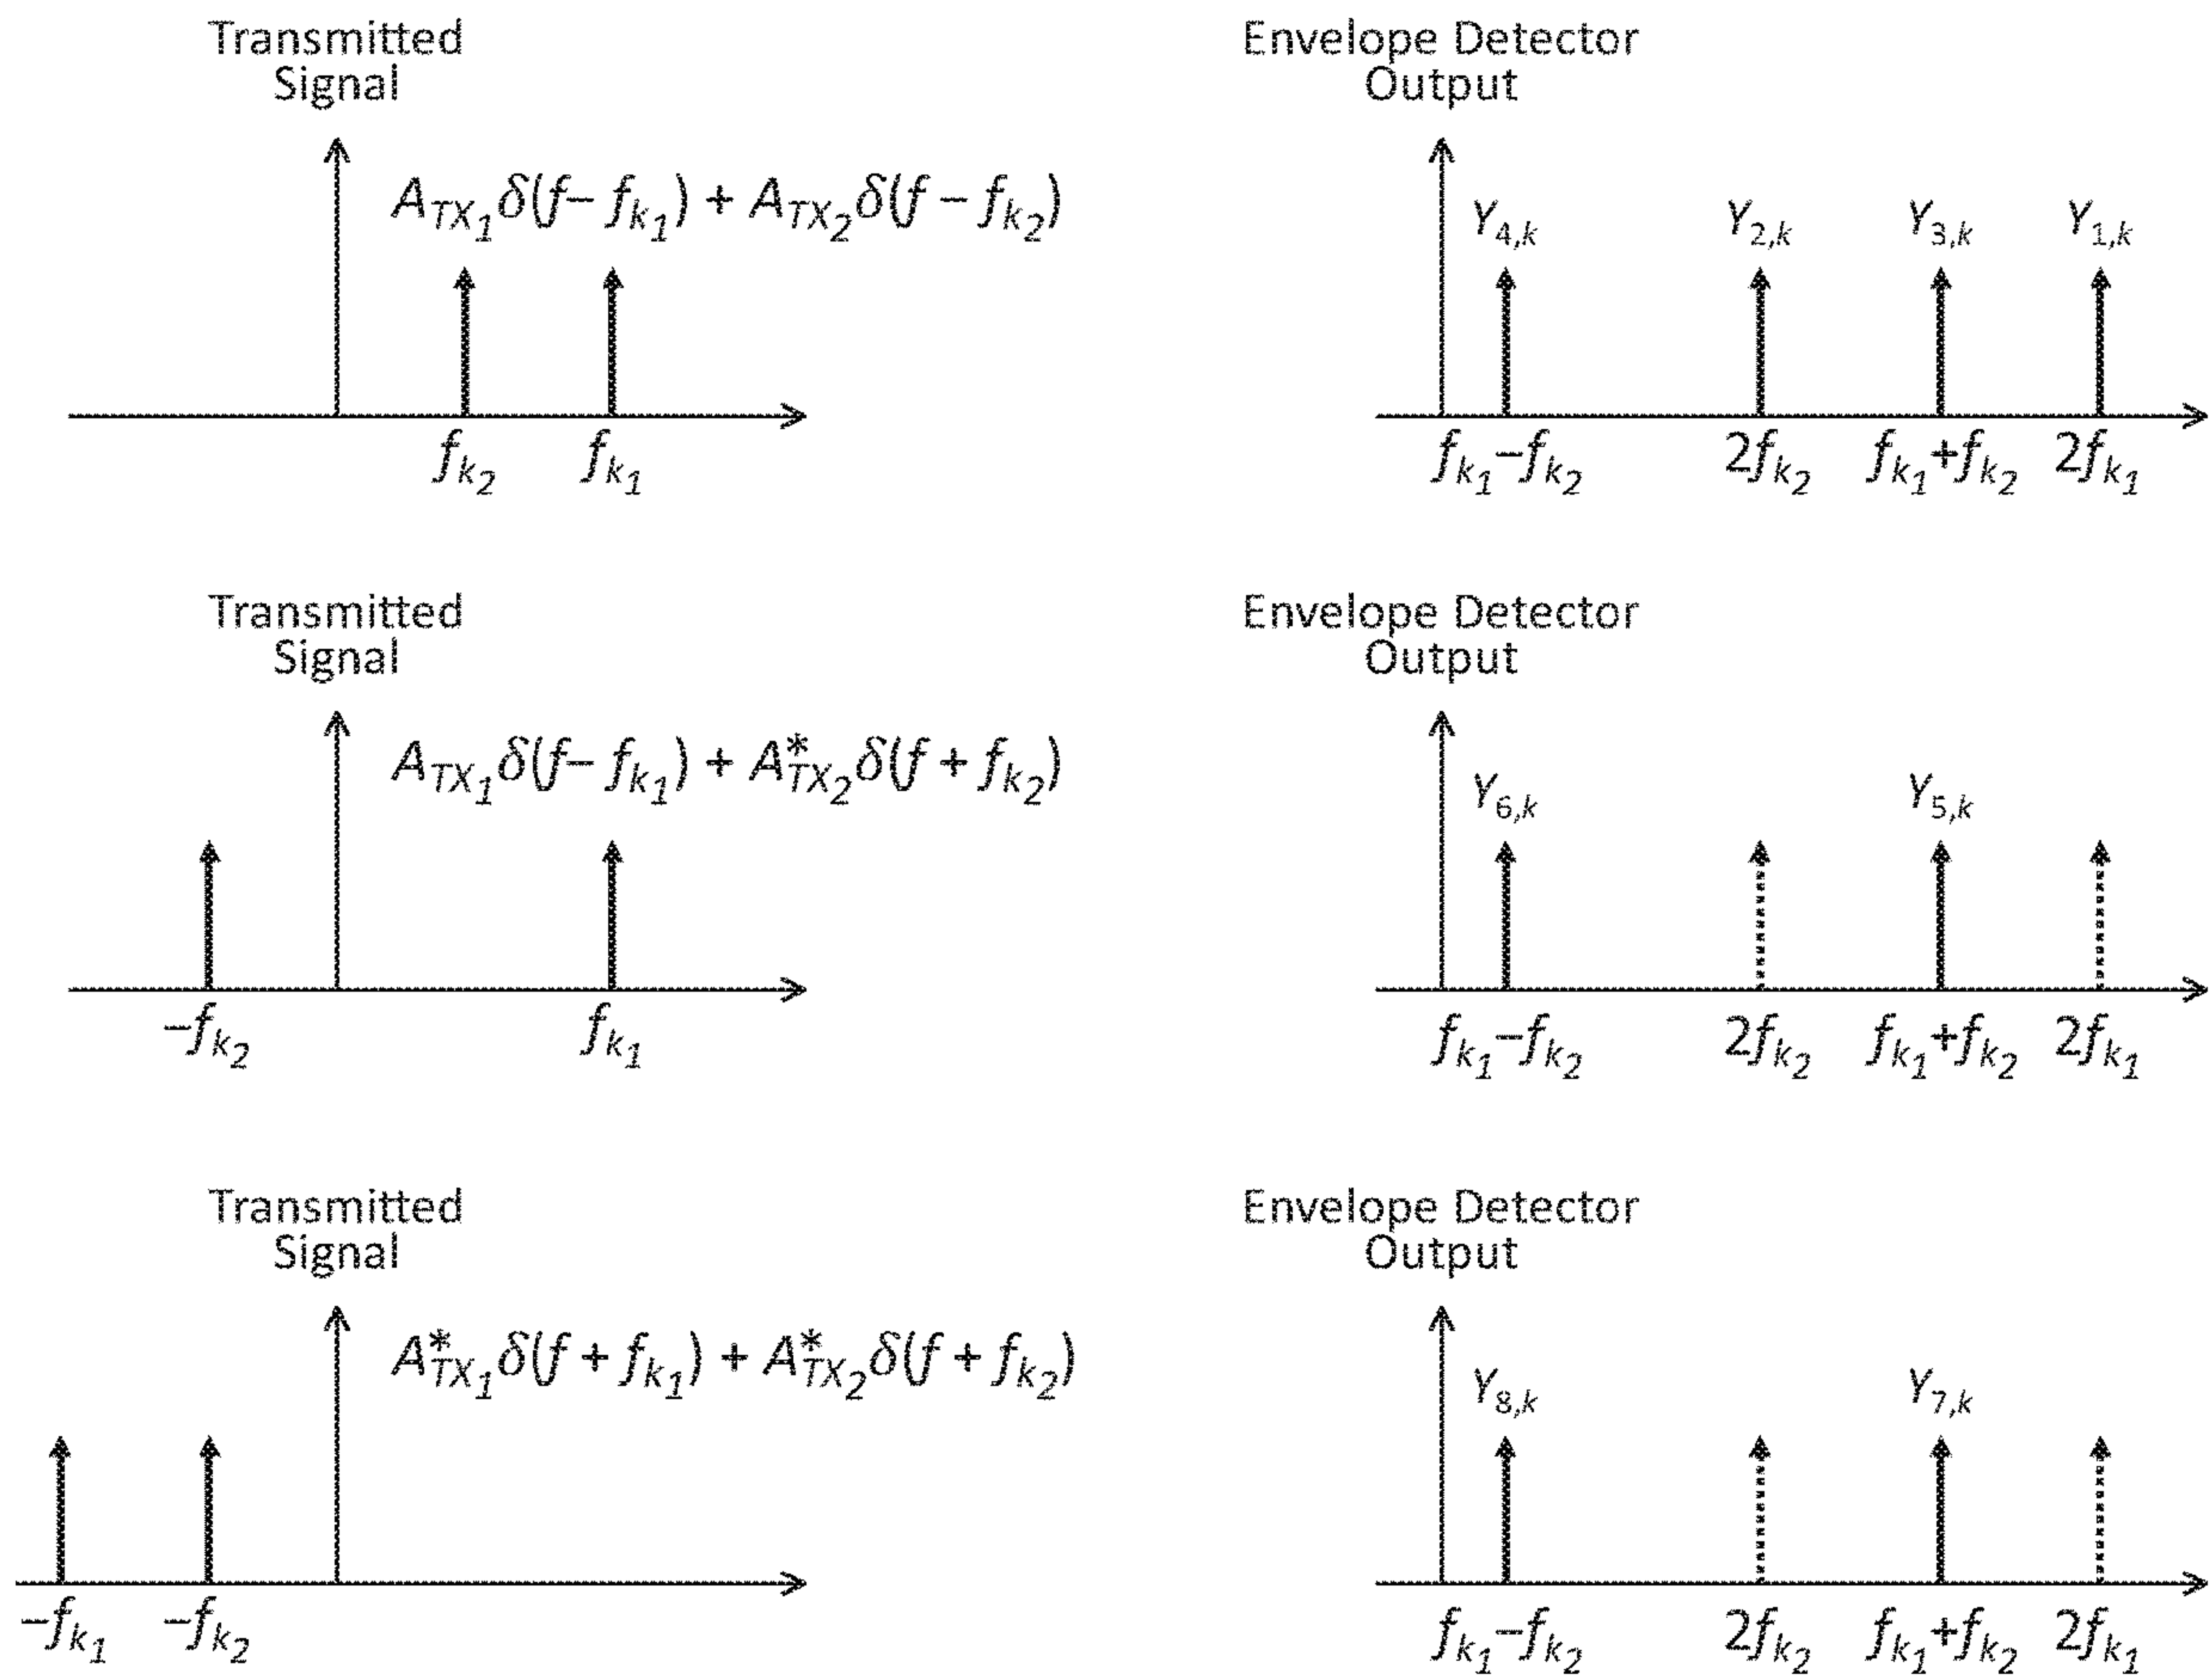 Transmitted
Signal
A_{TX_1}δ(f–f_{k_1}) + A_{TX_2}δ(f – f_{k_2})
f_{k_2} f_{k_1}
Envelope Detector
Output
Y_{4,k} Y_{2,k} Y_{3,k} Y_{1,k}
f_{k_1}–f_{k_2} 2f_{k_2} f_{k_1}+f_{k_2} 2f_{k_1}
Transmitted
Signal
A_{TX_1}δ(f–f_{k_1}) + A^*_{TX_2}δ(f + f_{k_2})
–f_{k_2} f_{k_1}
Envelope Detector
Output
Y_{6,k} Y_{5,k}
f_{k_1}–f_{k_2} 2f_{k_2} f_{k_1}+f_{k_2} 2f_{k_1}
Transmitted
Signal
A^*_{TX_1}δ(f + f_{k_1}) + A^*_{TX_2}δ(f + f_{k_2})
–f_{k_1} –f_{k_2}
Envelope Detector
Output
Y_{8,k} Y_{7,k}
f_{k_1}–f_{k_2} 2f_{k_2} f_{k_1}+f_{k_2} 2f_{k_1}